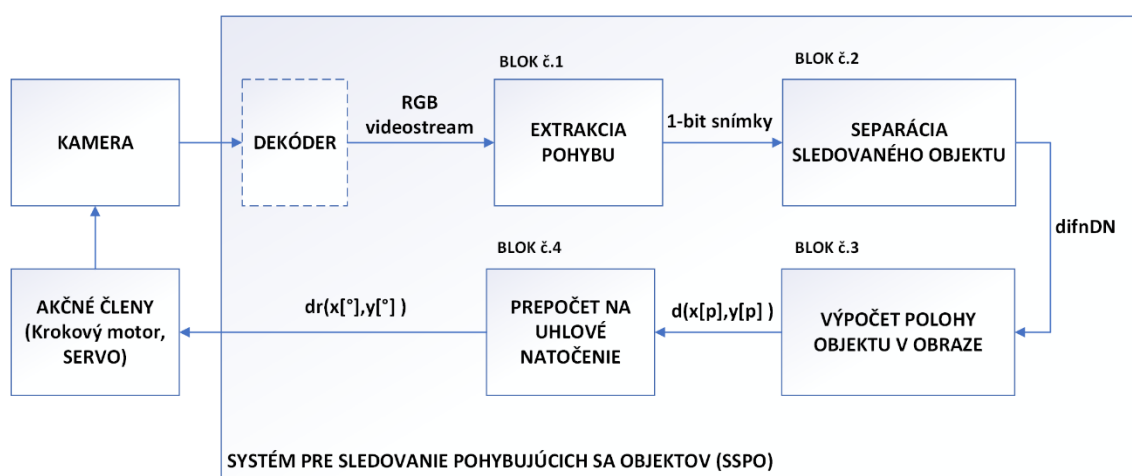 BLOK č.1
BLOK č.2
KAMERA
DEKÓDER
RGB
videostream
EXTRAKCIA
POHYBU
1-bit snímky
SEPARÁCIA
SLEDOVANÉHO OBJEKTU
difnDN
BLOK č.4
BLOK č.3
AKČNÉ ČLENY
(Krokový motor,
SERVO)
dr(x[°],y[°] )
PREPOČET NA
UHLOVÉ
NATOČENIE
d(x[p],y[p] )
VÝPOČET POLOHY
OBJEKTU V OBRAZE
SYSTÉM PRE SLEDOVANIE POHYBUJÚCICH SA OBJEKTOV (SSPO)